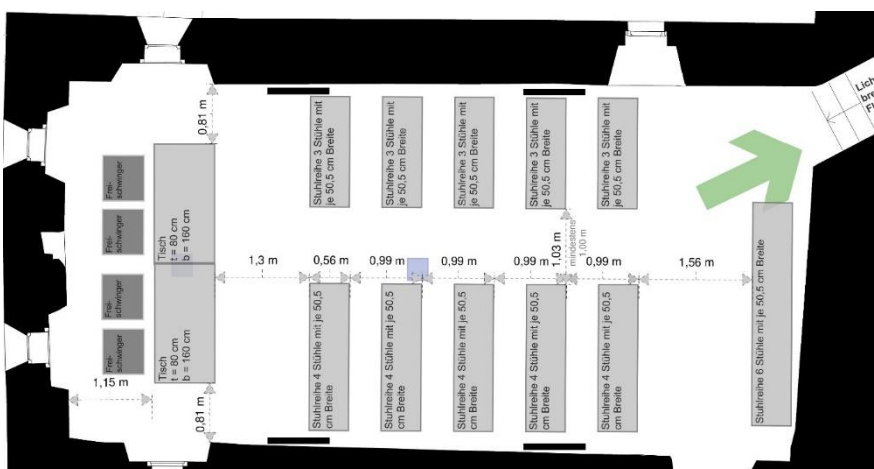 Lich
bre
Fl
0,81 m
Stuhlreihe 3 Stühle mit
je 50,5 cm Breite
Stuhlreihe 3 Stühle mit
je 50,5 cm Breite
Stuhlreihe 3 Stühle mit
je 50,5 cm Breite
Stuhlreihe 3 Stühle mit
je 50,5 cm Breite
Stuhlreihe 3 Stühle mit
je 50,5 cm Breite
Frei-
schwinger
Frei-
schwinger
Frei-
schwinger
Frei-
schwinger
Tisch
t = 80 cm
b = 160 cm
Tisch
t = 80 cm
b = 160 cm
1,3 m
0,56 m
0,99 m
0,99 m
0,99 m
1,03 m
mindestens
1,00 m
0,99 m
1,56 m
Stuhlreihe 4 Stühle mit je 50,5
cm Breite
Stuhlreihe 4 Stühle mit je 50,5
cm Breite
Stuhlreihe 4 Stühle mit je 50,5
cm Breite
Stuhlreihe 4 Stühle mit je 50,5
cm Breite
Stuhlreihe 4 Stühle mit je 50,5
cm Breite
Stuhlreihe 6 Stühle mit je 50,5 cm Breite
1,15 m
0,81 m